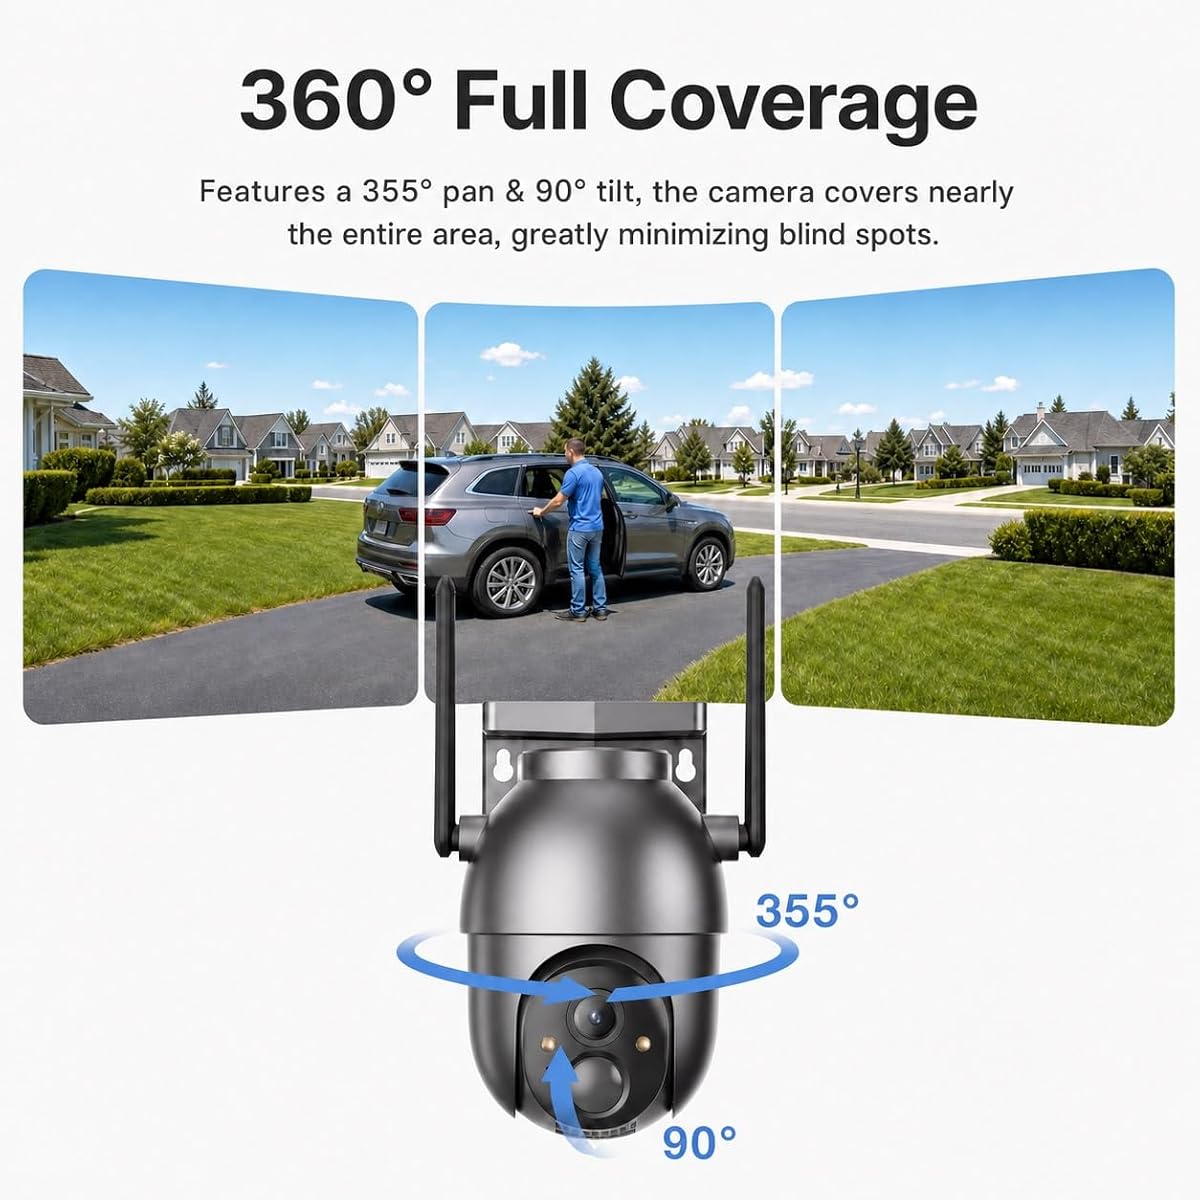 360° Full Coverage
Features a 355° pan & 90° tilt, the camera covers nearly
the entire area, greatly minimizing blind spots.
355°
90°